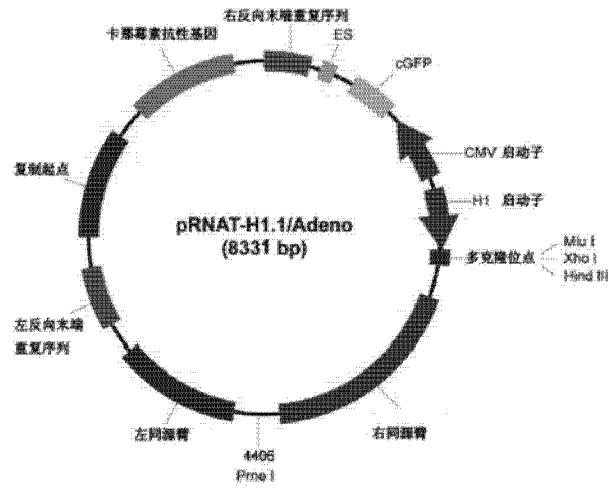 右反向末端重复序列
卡那霉素抗性基因
ES
cGFP
复制起点
CMV 启动子
H1 启动子
pRNAT-H1.1/Adeno
(8331 bp)
多克隆位点
Mlu I
Xho I
Hind III
左反向末端
重复序列
左同源臂
右同源臂
4406
Pme I